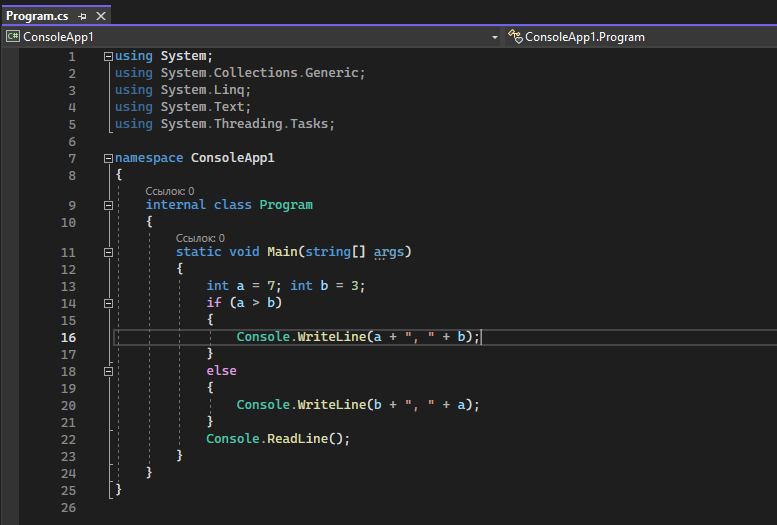 Program.cs
ConsoleApp1 ConsoleApp1.Program
1 using System;
2 using System.Collections.Generic;
3 using System.Linq;
4 using System.Text;
5 using System.Threading.Tasks;
6
7 namespace ConsoleApp1
8 {
Ссылок: 0
9 internal class Program
10 {
Ссылок: 0
11 static void Main(string[] args)
12 {
13 int a = 7; int b = 3;
14 if (a > b)
15 {
16 Console.WriteLine(a + ", " + b);
17 }
18 else
19 {
20 Console.WriteLine(b + ", " + a);
21 }
22 Console.ReadLine();
23 }
24 }
25 }
26